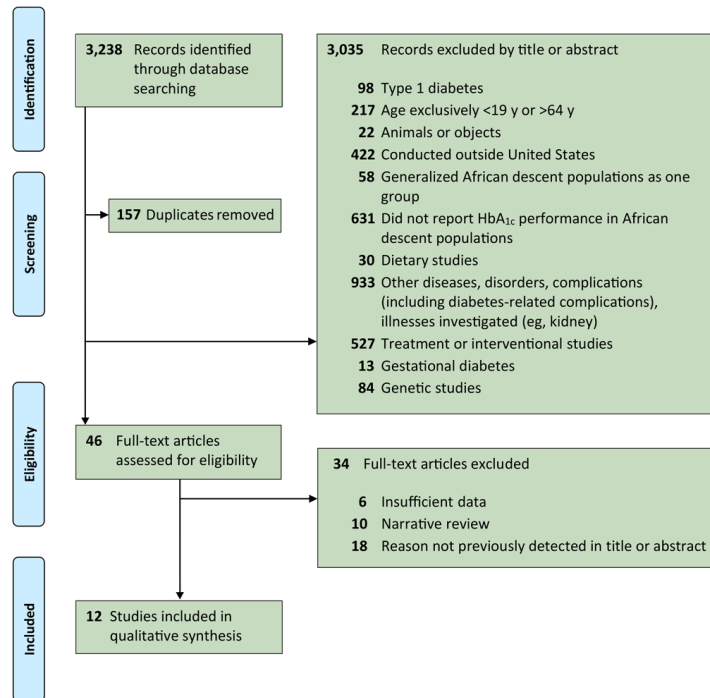 Identification
3,238 Records identified
through database
searching
3,035 Records excluded by title or abstract
98 Type 1 diabetes
217 Age exclusively <19 y or >64 y
22 Animals or objects
422 Conducted outside United States
58 Generalized African descent populations as one
group
631 Did not report HbA1c performance in African
descent populations
30 Dietary studies
933 Other diseases, disorders, complications
(including diabetes-related complications),
illnesses investigated (eg, kidney)
527 Treatment or interventional studies
13 Gestational diabetes
84 Genetic studies
Screening
157 Duplicates removed
Eligibility
46 Full-text articles
assessed for eligibility
34 Full-text articles excluded
6 Insufficient data
10 Narrative review
18 Reason not previously detected in title or abstract
Included
12 Studies included in
qualitative synthesis